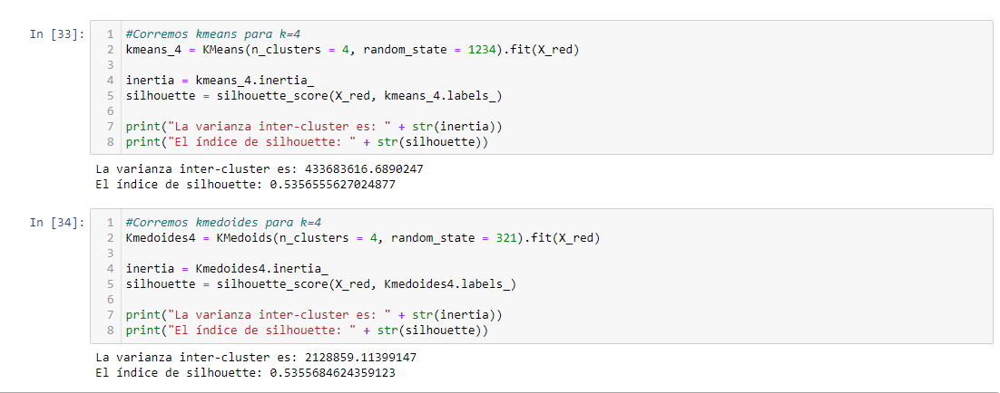 In [33]:
1 #Corremos kmeans para k=4
2 kmeans_4 = KMeans(n_clusters = 4, random_state = 1234).fit(X_red)
3
4 inertia = kmeans_4.inertia_
5 silhouette = silhouette_score(X_red, kmeans_4.labels_)
6
7 print("La varianza inter-cluster es: " + str(inertia))
8 print("El índice de silhouette: " + str(silhouette))
La varianza inter-cluster es: 433683616.6890247
El índice de silhouette: 0.5356555627024877
In [34]:
1 #Corremos kmedoides para k=4
2 Kmedoides4 = KMedoids(n_clusters = 4, random_state = 321).fit(X_red)
3
4 inertia = Kmedoides4.inertia_
5 silhouette = silhouette_score(X_red, Kmedoides4.labels_)
6
7 print("La varianza inter-cluster es: " + str(inertia))
8 print("El índice de silhouette: " + str(silhouette))
La varianza inter-cluster es: 2128859.11399147
El índice de silhouette: 0.5355684624359123